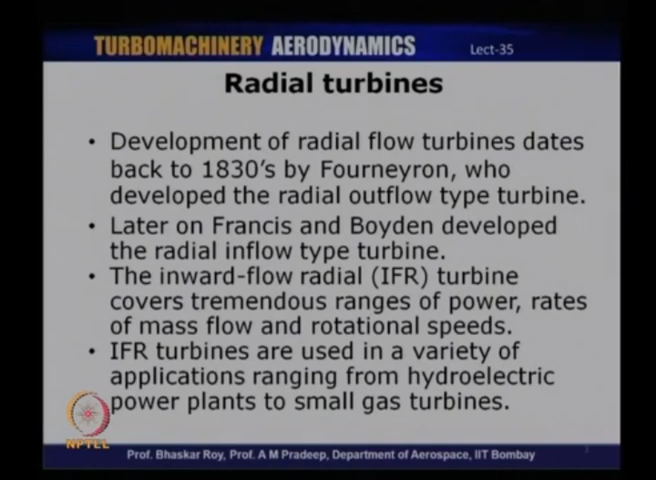 TURBOMACHINERY AERODYNAMICS Lect-35
Radial turbines
• Development of radial flow turbines dates
back to 1830's by Fourneyron, who
developed the radial outflow type turbine.
• Later on Francis and Boyden developed
the radial inflow type turbine.
• The inward-flow radial (IFR) turbine
covers tremendous ranges of power, rates
of mass flow and rotational speeds.
• IFR turbines are used in a variety of
applications ranging from hydroelectric
power plants to small gas turbines.
NPTEL
Prof. Bhaskar Roy, Prof. A M Pradeep, Department of Aerospace, IIT Bombay